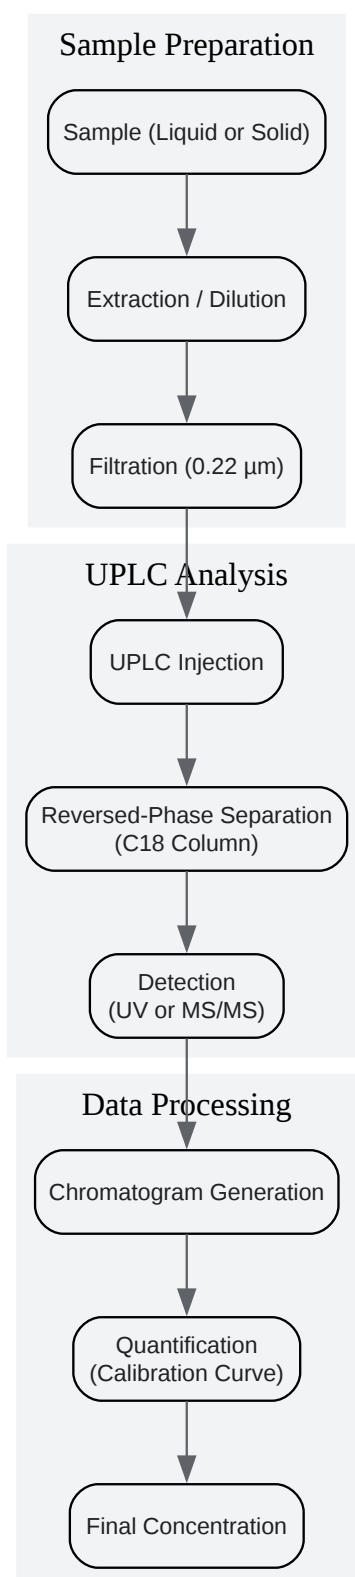 Sample Preparation
Sample (Liquid or Solid)
Extraction / Dilution
Filtration (0.22 µm)
UPLC Analysis
UPLC Injection
Reversed-Phase Separation
(C18 Column)
Detection
(UV or MS/MS)
Data Processing
Chromatogram Generation
Quantification
(Calibration Curve)
Final Concentration